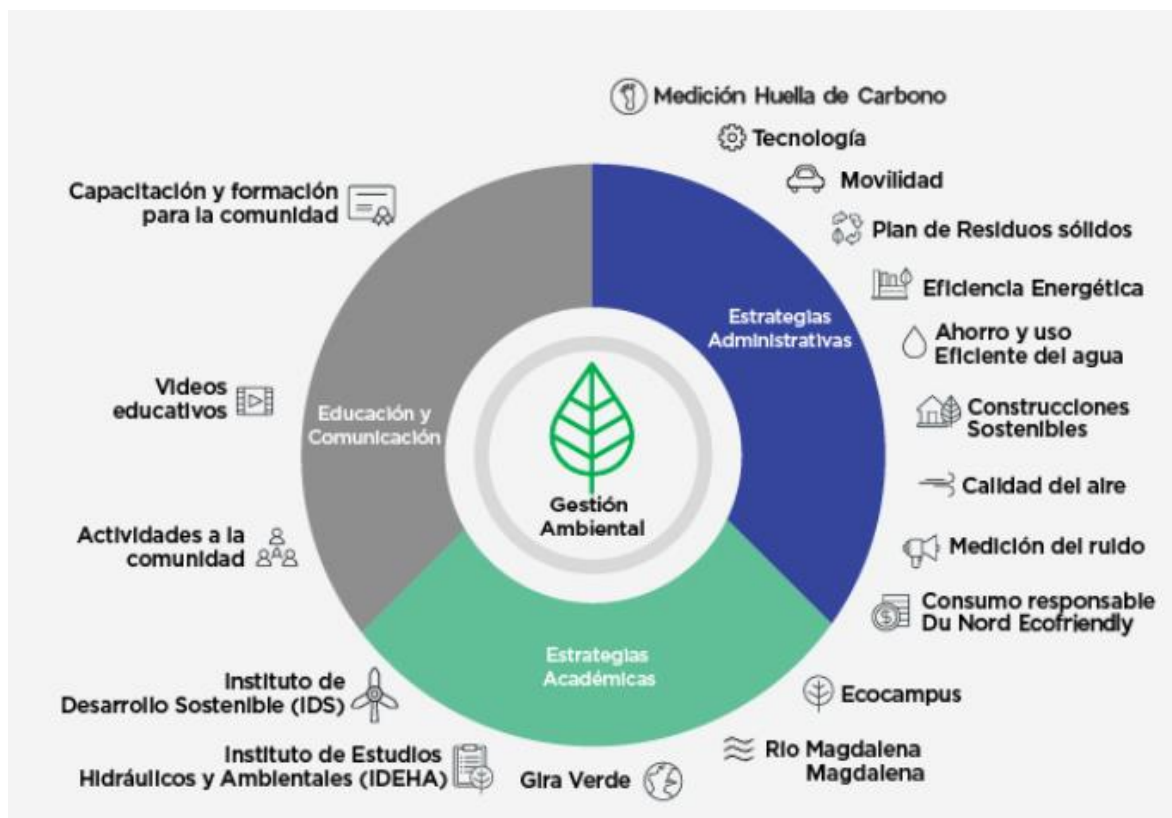 Medición Huella de Carbono
Tecnología
Movilidad
Plan de Residuos sólidos
Eficiencia Energética
Ahorro y uso
Eficiente del agua
Construcciones
Sostenibles
Calidad del aire
Medición del ruido
Consumo responsable
Du Nord Ecofriendly
Estrategias
Administrativas
Capacitación y formación
para la comunidad
Videos
educativos
Actividades a la
comunidad
Educación y
Comunicación
Gestión
Ambiental
Estrategias
Académicas
Instituto de
Desarrollo Sostenible (IDS)
Instituto de Estudios
Hidráulicos y Ambientales (IDEHA)
Gira Verde
Rio Magdalena
Magdalena
Ecocampus